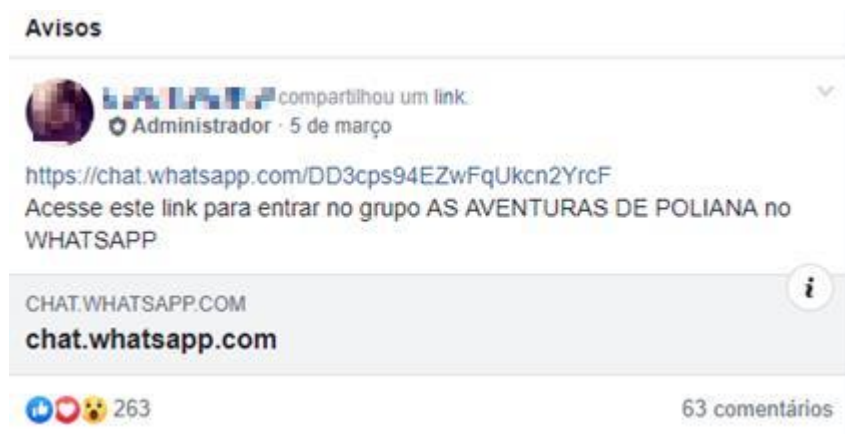 Avisos
compartilhou um link.
Administrador · 5 de março
https://chat.whatsapp.com/DD3cps94EZwFqUkcn2YrcF
Acesse este link para entrar no grupo AS AVENTURAS DE POLIANA no
WHATSAPP
CHAT.WHATSAPP.COM
i
chat.whatsapp.com
263
63 comentários